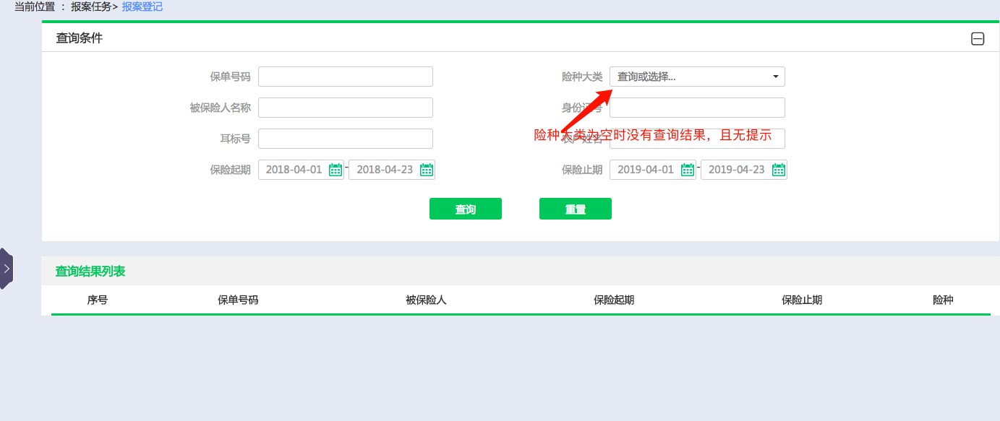 当前位置 ： 报案任务> 报案登记
查询条件
保单号码 险种大类 查询或选择...
被保险人名称 身份证号
耳标号 农户姓名
险种大类为空时没有查询结果，且无提示
保险起期 2018-04-01 - 2018-04-23 保险止期 2019-04-01 - 2019-04-23
查询 重置
查询结果列表
序号 保单号码 被保险人 保险起期 保险止期 险种